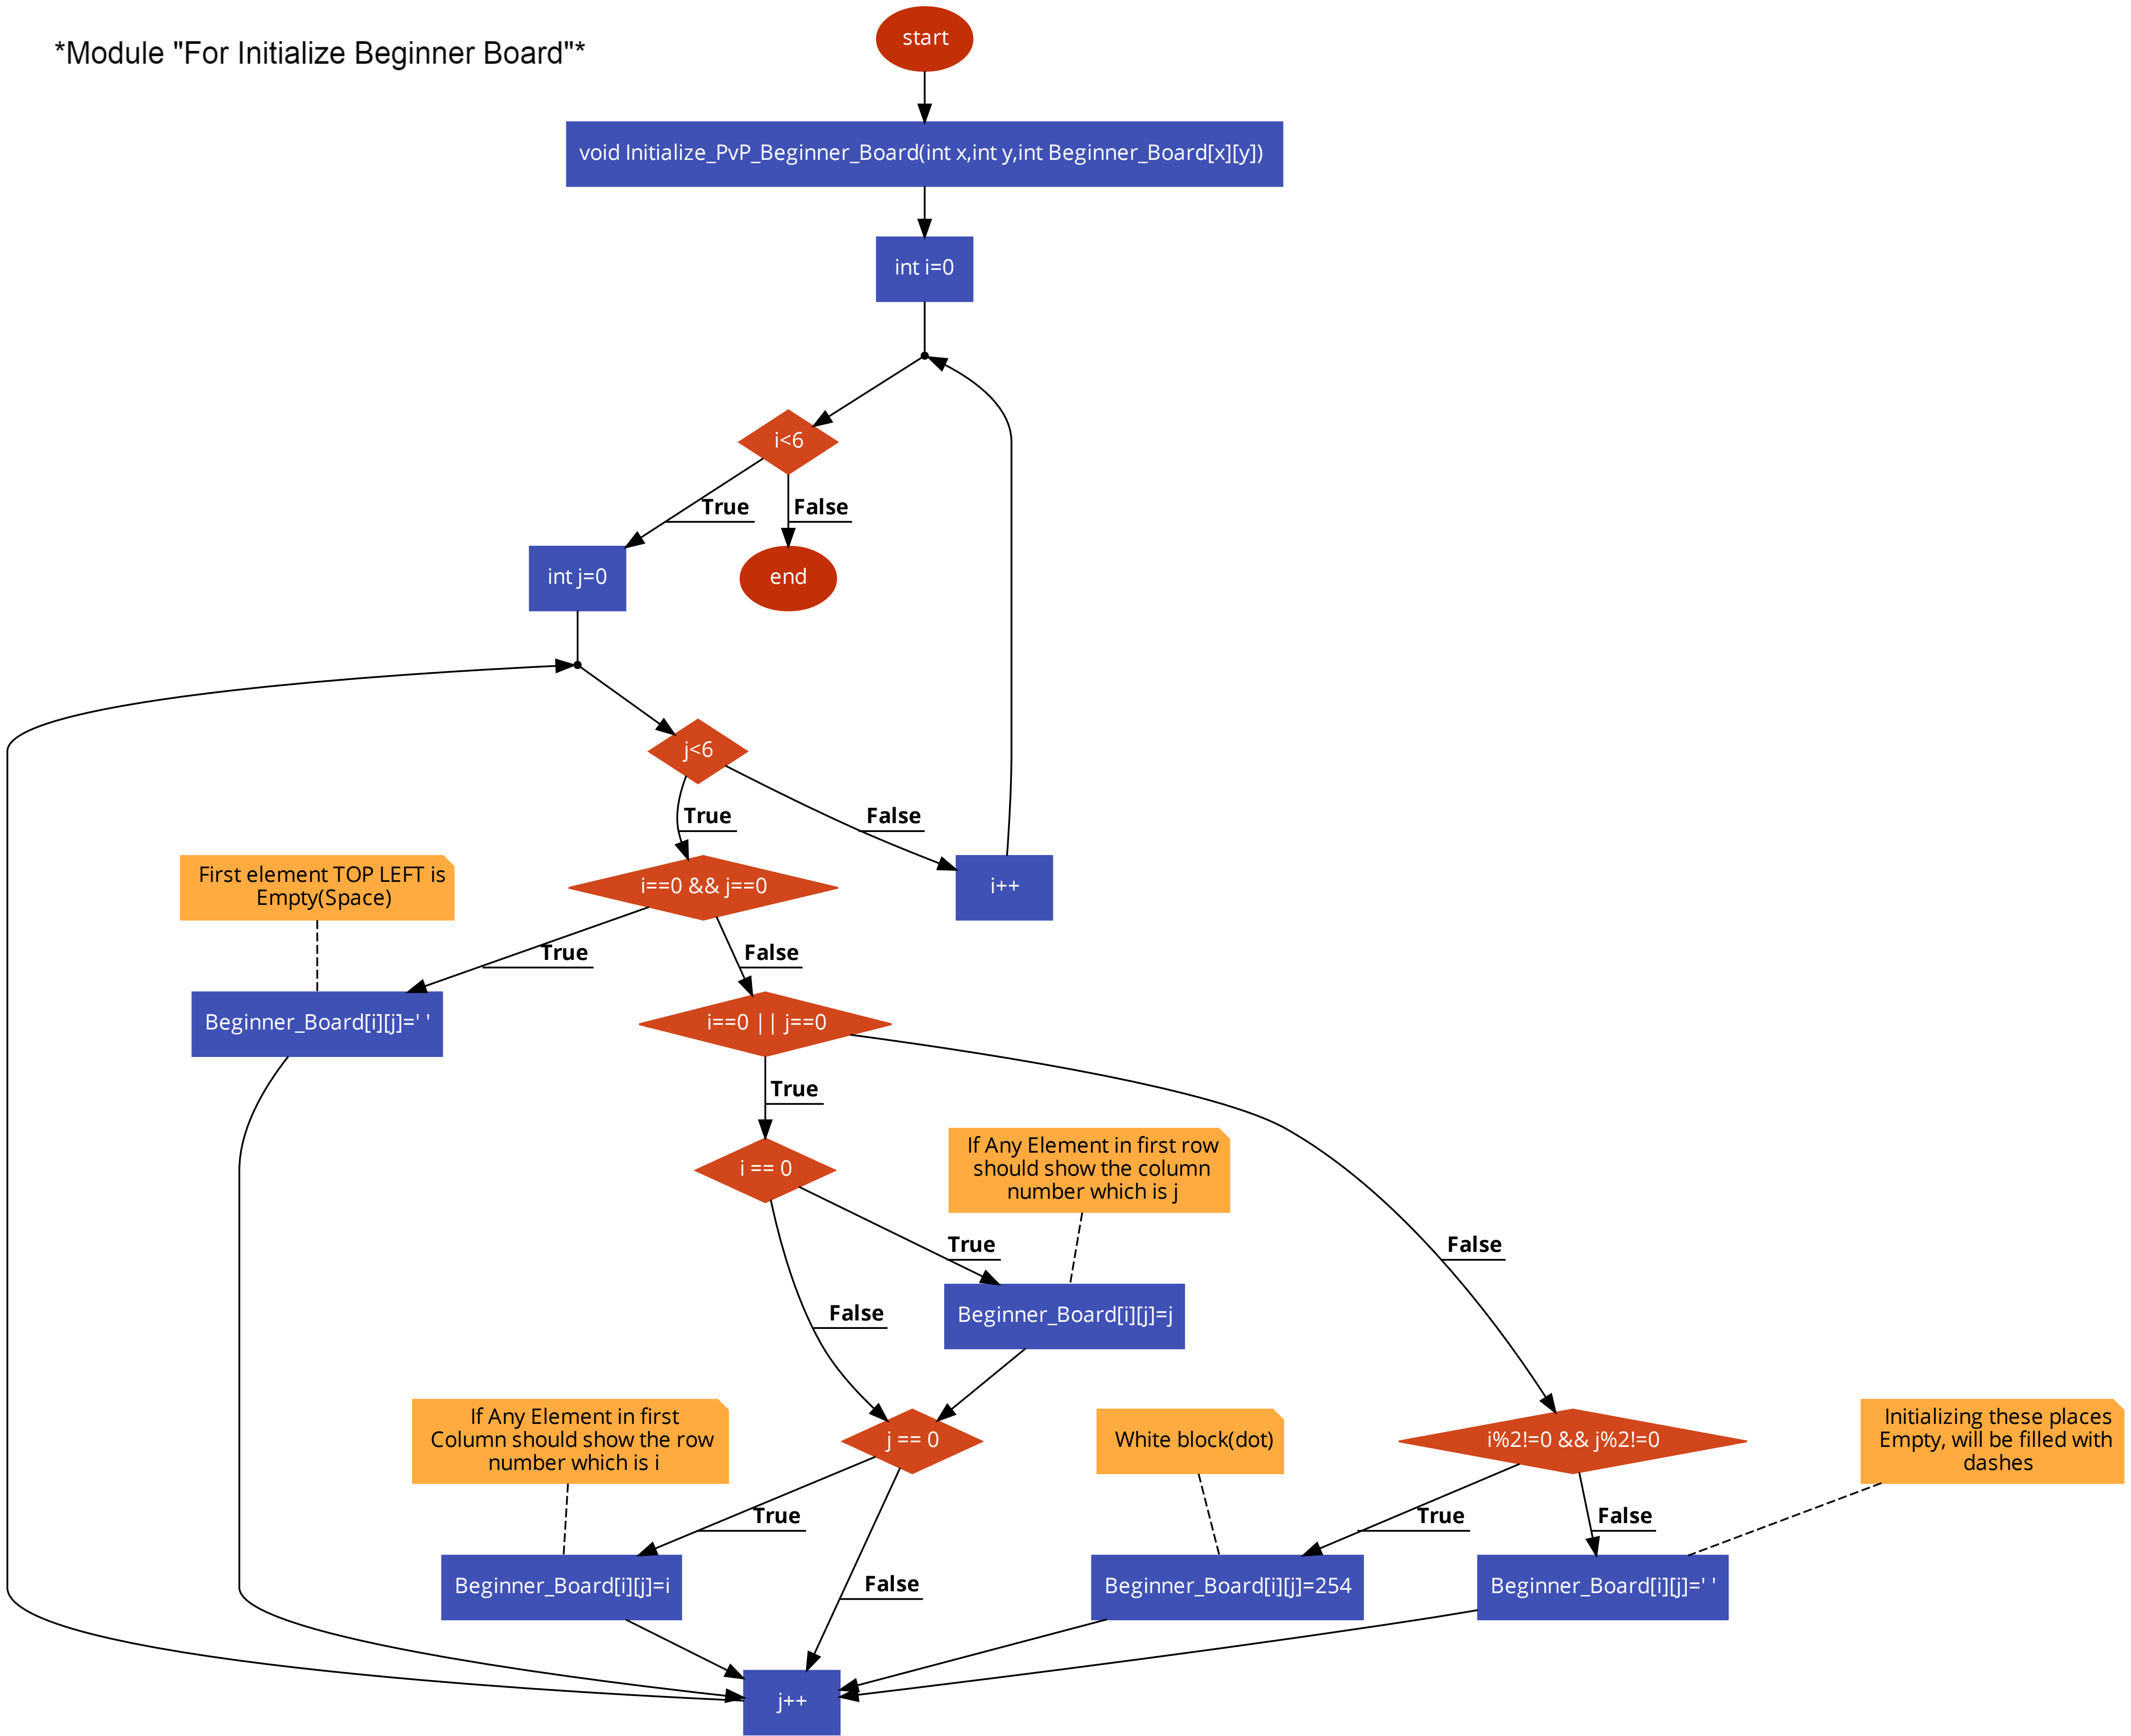 *Module "For Initialize Beginner Board"*
start
void Initialize_PvP_Beginner_Board(int x,int y,int Beginner_Board[x][y])
int i=0
i<6
True
False
int j=0
end
j<6
True
False
First element TOP LEFT is
Empty(Space)
i==0 && j==0
i++
True
False
Beginner_Board[i][j]=' '
i==0 || j==0
True
If Any Element in first row
should show the column
number which is j
i == 0
True
False
Beginner_Board[i][j]=j
False
If Any Element in first
Column should show the row
number which is i
j == 0
White block(dot)
i%2!=0 && j%2!=0
Initializing these places
Empty, will be filled with
dashes
True
True
False
False
Beginner_Board[i][j]=i
Beginner_Board[i][j]=254
Beginner_Board[i][j]=' '
j++